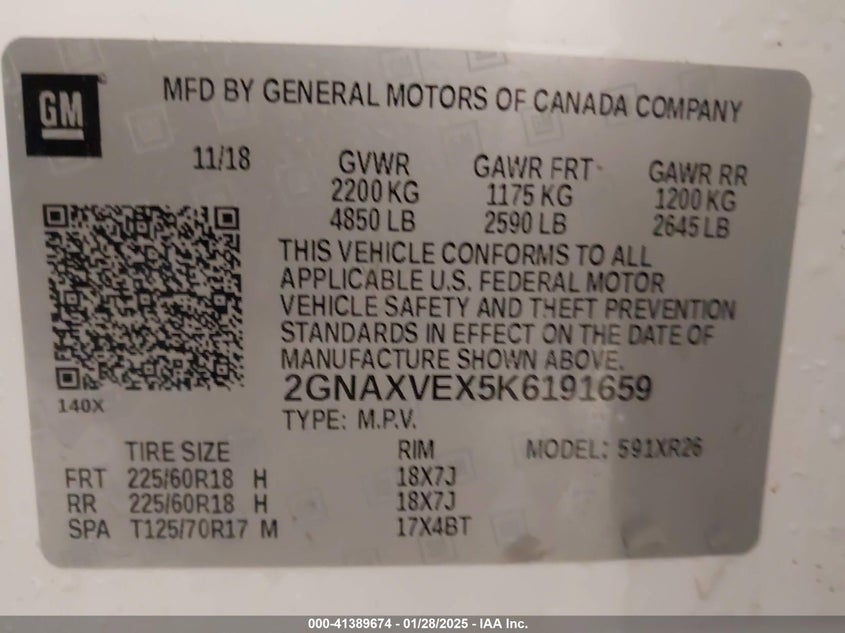 GM
MFD BY GENERAL MOTORS OF CANADA COMPANY
11/18 GVWR GAWR FRT GAWR RR
2200 KG 1175 KG 1200 KG
4850 LB 2590 LB 2645 LB
THIS VEHICLE CONFORMS TO ALL
APPLICABLE U.S. FEDERAL MOTOR
VEHICLE SAFETY AND THEFT PREVENTION
STANDARDS IN EFFECT ON THE DATE OF
MANUFACTURE SHOWN ABOVE.
2GNAXVEX5K6191659
140X
TYPE: M.P.V.
TIRE SIZE RIM MODEL: 591XR26
FRT 225/60R18 H 18X7J
RR 225/60R18 H 18X7J
SPA T125/70R17 M 17X4BT
000-41389674 / 01/28/2025 - IAA Inc.